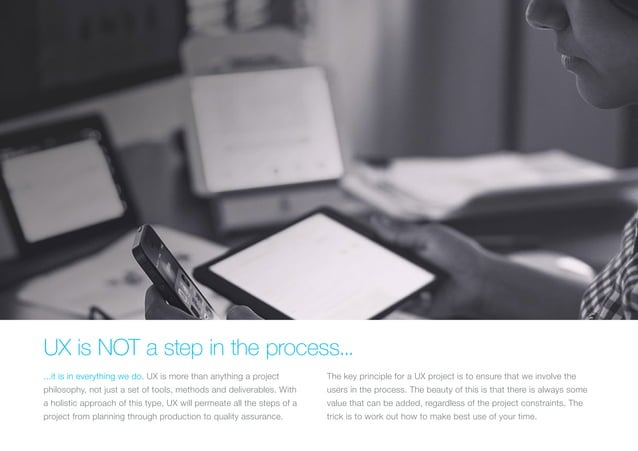 UX is NOT a step in the process...
...it is in everything we do. UX is more than anything a project
philosophy, not just a set of tools, methods and deliverables. With
a holistic approach of this type, UX will permeate all the steps of a
project from planning through production to quality assurance.
The key principle for a UX project is to ensure that we involve the
users in the process. The beauty of this is that there is always some
value that can be added, regardless of the project constraints. The
trick is to work out how to make best use of your time.